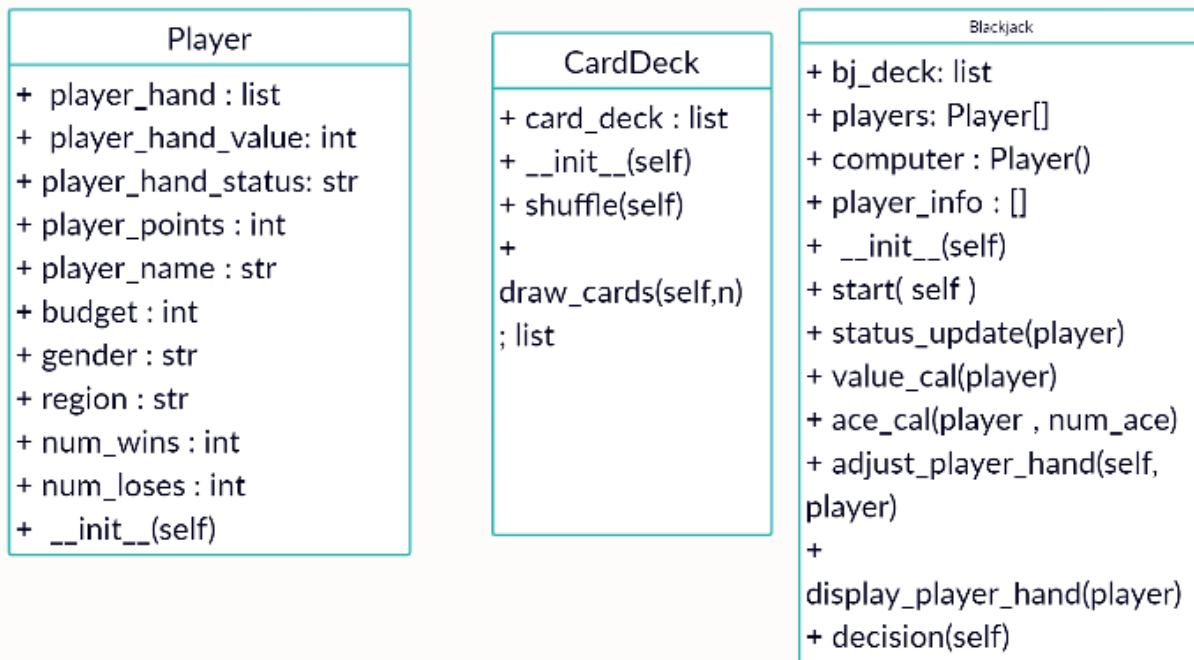 Player
+ player_hand : list
+ player_hand_value: int
+ player_hand_status: str
+ player_points : int
+ player_name : str
+ budget : int
+ gender : str
+ region : str
+ num_wins : int
+ num_loses : int
+ __init__(self)
CardDeck
+ card_deck : list
+ __init__(self)
+ shuffle(self)
+
draw_cards(self,n)
; list
Blackjack
+ bj_deck: list
+ players: Player[]
+ computer : Player()
+ player_info : []
+ __init__(self)
+ start( self )
+ status_update(player)
+ value_cal(player)
+ ace_cal(player , num_ace)
+ adjust_player_hand(self,
player)
+
display_player_hand(player)
+ decision(self)